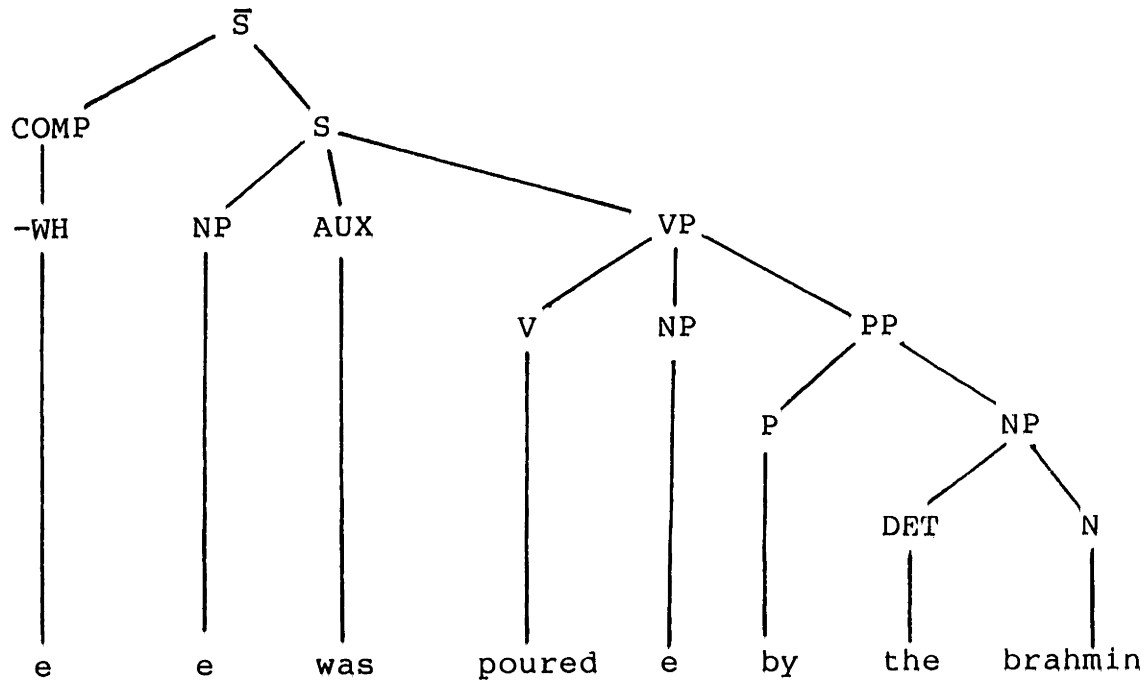 S̄
COMP S
-WH NP AUX VP
V NP PP
P NP
DET N
e e was poured e by the brahmin